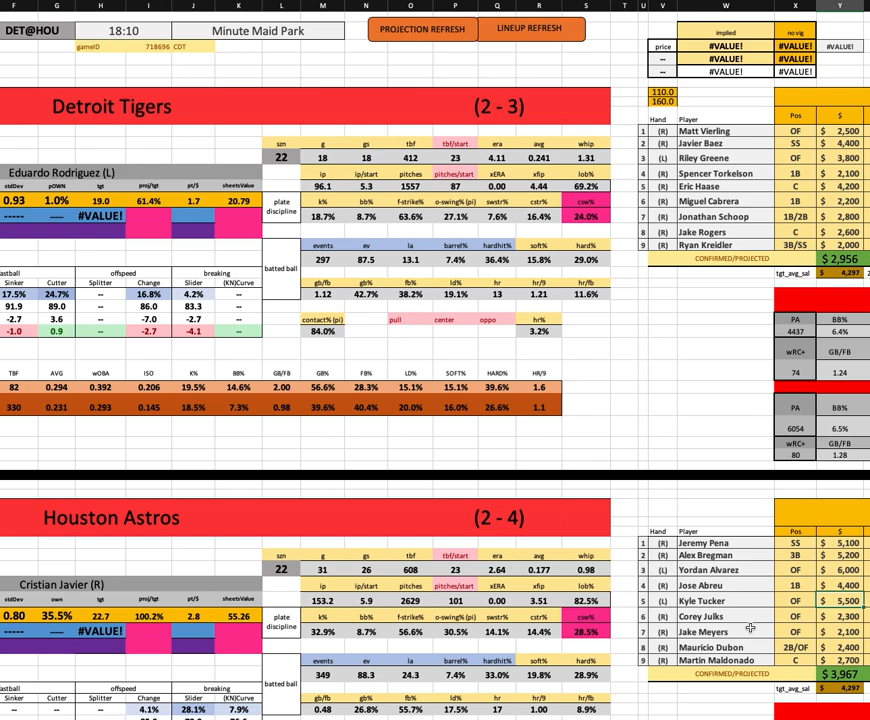 F G H I J K L M N O P Q R S T U V W X Y
DET@HOU 18:10 Minute Maid Park PROJECTION REFRESH LINEUP REFRESH
gameID 718696 CDT
implied no vig
price #VALUE! #VALUE! #VALUE!
-- #VALUE! #VALUE!
-- #VALUE! #VALUE!
110.0
160.0
Detroit Tigers (2 - 3)
Pos $
Hand Player
1 (R) Matt Vierling OF $ 2,500
2 (R) Javier Baez SS $ 4,400
3 (L) Riley Greene OF $ 3,800
4 (R) Spencer Torkelson 1B $ 2,100
5 (R) Eric Haase C $ 4,200
6 (R) Miguel Cabrera 1B $ 2,200
7 (R) Jonathan Schoop 1B/2B $ 2,800
8 (R) Jake Rogers C $ 2,600
9 (R) Ryan Kreidler 3B/SS $ 2,000
CONFIRMED/PROJECTED $ 2,956
tgt_avg_sal $ 4,297
szn g gs tbf tbf/start era avg whip
22 18 18 412 23 4.11 0.241 1.31
Eduardo Rodriguez (L)
ip ip/start pitches pitches/start xERA xfip lob%
96.1 5.3 1557 87 0.00 4.44 69.2%
stdDev pOWN tgt proj/tgt pt/$ sheetsValue
0.93 1.0% 19.0 61.4% 1.7 20.79
----- ----- #VALUE!
plate discipline
k% bb% f-strike% o-swing% (pi) swstr% cstr% csw%
18.7% 8.7% 63.6% 27.1% 7.6% 16.4% 24.0%
batted ball
events ev la barrel% hardhit% soft% hard%
297 87.5 13.1 7.4% 36.4% 15.8% 29.0%
gb/fb gb% fb% ld% hr hr/9 hr/fb
1.12 42.7% 38.2% 19.1% 13 1.21 11.6%
contact% (pi) pull center oppo hr%
84.0% 3.2%
astball offspeed breaking
Sinker Cutter Splitter Change Slider (KN)Curve
17.5% 24.7% -- 16.8% 4.2% --
91.9 89.0 -- 86.0 83.3 --
-2.7 3.6 -- -7.0 -2.7 --
-1.0 0.9 -- -2.7 -4.1 --
TBF AVG wOBA ISO K% BB% GB/FB GB% FB% LD% SOFT% HARD% HR/9
82 0.294 0.392 0.206 19.5% 14.6% 2.00 56.6% 28.3% 15.1% 15.1% 39.6% 1.6
330 0.231 0.293 0.145 18.5% 7.3% 0.98 39.6% 40.4% 20.0% 16.0% 26.6% 1.1
PA BB%
4437 6.4%
wRC+ GB/FB
74 1.24
PA BB%
6054 6.5%
wRC+ GB/FB
80 1.28
Houston Astros (2 - 4)
Hand Player Pos $
1 (R) Jeremy Pena SS $ 5,100
2 (R) Alex Bregman 3B $ 5,200
3 (L) Yordan Alvarez OF $ 6,000
4 (R) Jose Abreu 1B $ 4,400
5 (L) Kyle Tucker OF $ 5,500
6 (R) Corey Julks OF $ 2,300
7 (R) Jake Meyers OF $ 2,100
8 (R) Mauricio Dubon 2B/OF $ 2,400
9 (R) Martin Maldonado C $ 2,700
CONFIRMED/PROJECTED $ 3,967
tgt_avg_sal $ 4,297
szn g gs tbf tbf/start era avg whip
22 31 26 608 23 2.64 0.177 0.98
Cristian Javier (R)
ip ip/start pitches pitches/start xERA xfip lob%
153.2 5.9 2629 101 0.00 3.51 82.5%
stdDev own tgt proj/tgt pt/$ sheetsValue
0.80 35.5% 22.7 100.2% 2.8 55.26
----- ----- #VALUE!
plate discipline
k% bb% f-strike% o-swing% (pi) swstr% cstr% csw%
32.9% 8.7% 56.6% 30.5% 14.1% 14.4% 28.5%
batted ball
events ev la barrel% hardhit% soft% hard%
349 88.3 24.3 7.4% 33.0% 19.8% 28.9%
gb/fb gb% fb% ld% hr hr/9 hr/fb
0.48 26.8% 55.7% 17.5% 17 1.00 8.9%
astball offspeed breaking
Sinker Cutter Splitter Change Slider (KN)Curve
-- -- -- 4.1% 28.1% 7.9%